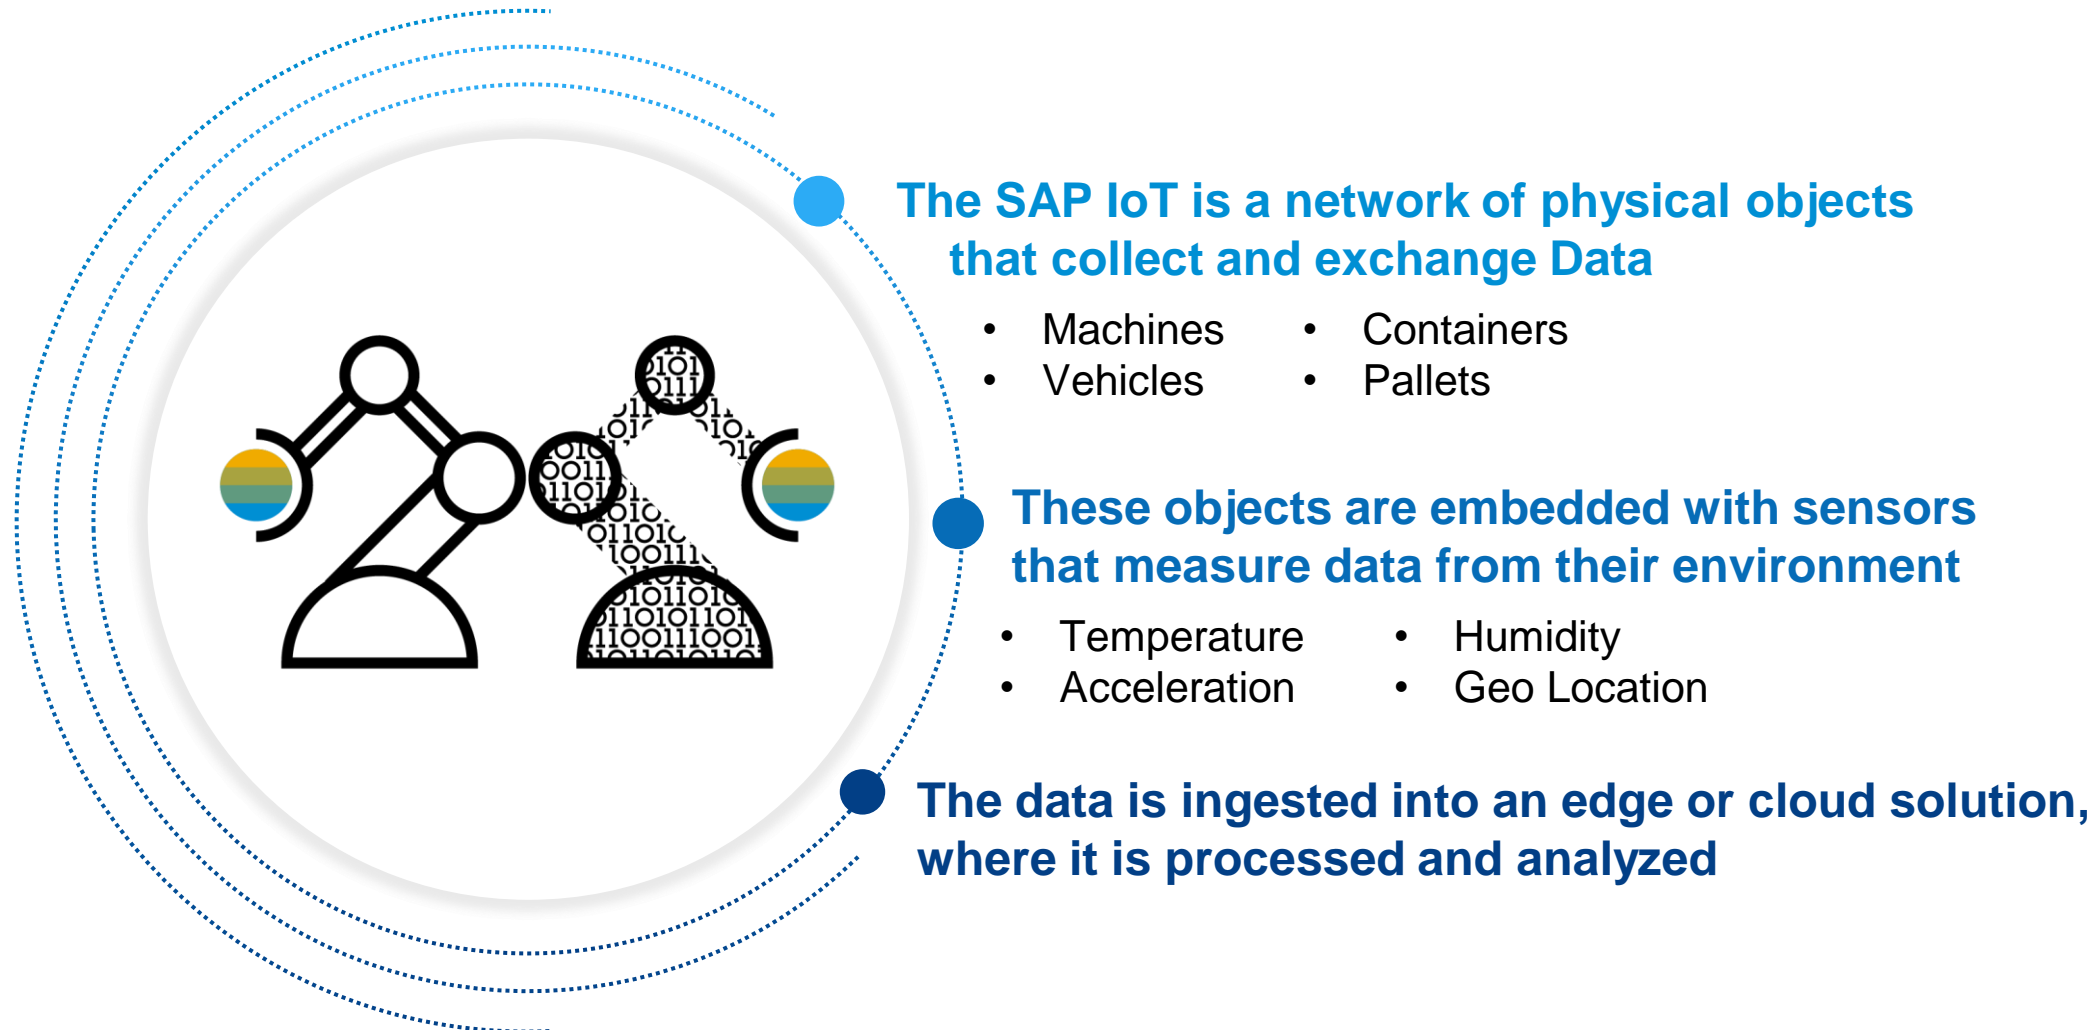 The SAP IoT is a network of physical objects
that collect and exchange Data
• Machines • Containers
• Vehicles • Pallets
These objects are embedded with sensors
that measure data from their environment
• Temperature • Humidity
• Acceleration • Geo Location
The data is ingested into an edge or cloud solution,
where it is processed and analyzed